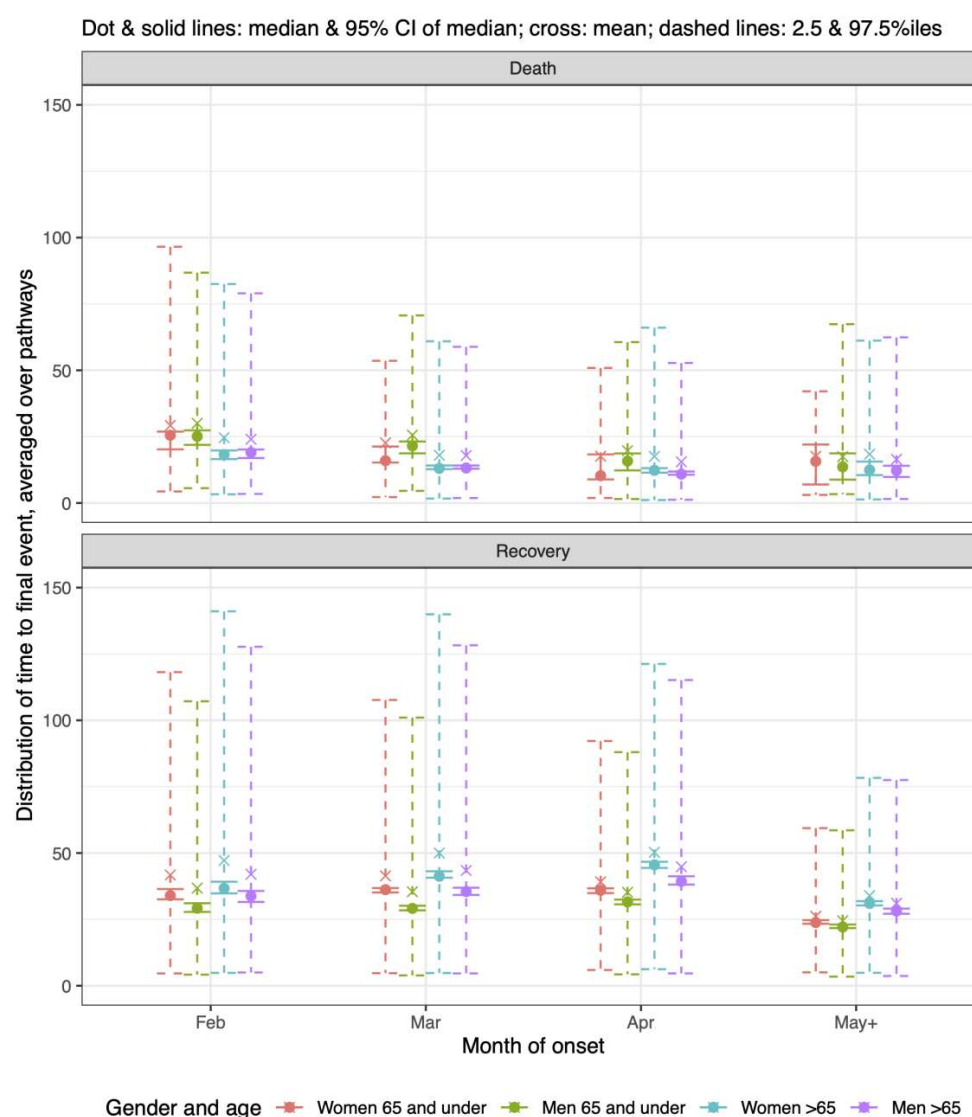 Dot & solid lines: median & 95% CI of median; cross: mean; dashed lines: 2.5 & 97.5%iles
Death
150
100
50
0
Recovery
150
100
50
0
Distribution of time to final event, averaged over pathways
Feb
Mar
Apr
May+
Month of onset
Gender and age
Women 65 and under
Men 65 and under
Women >65
Men >65